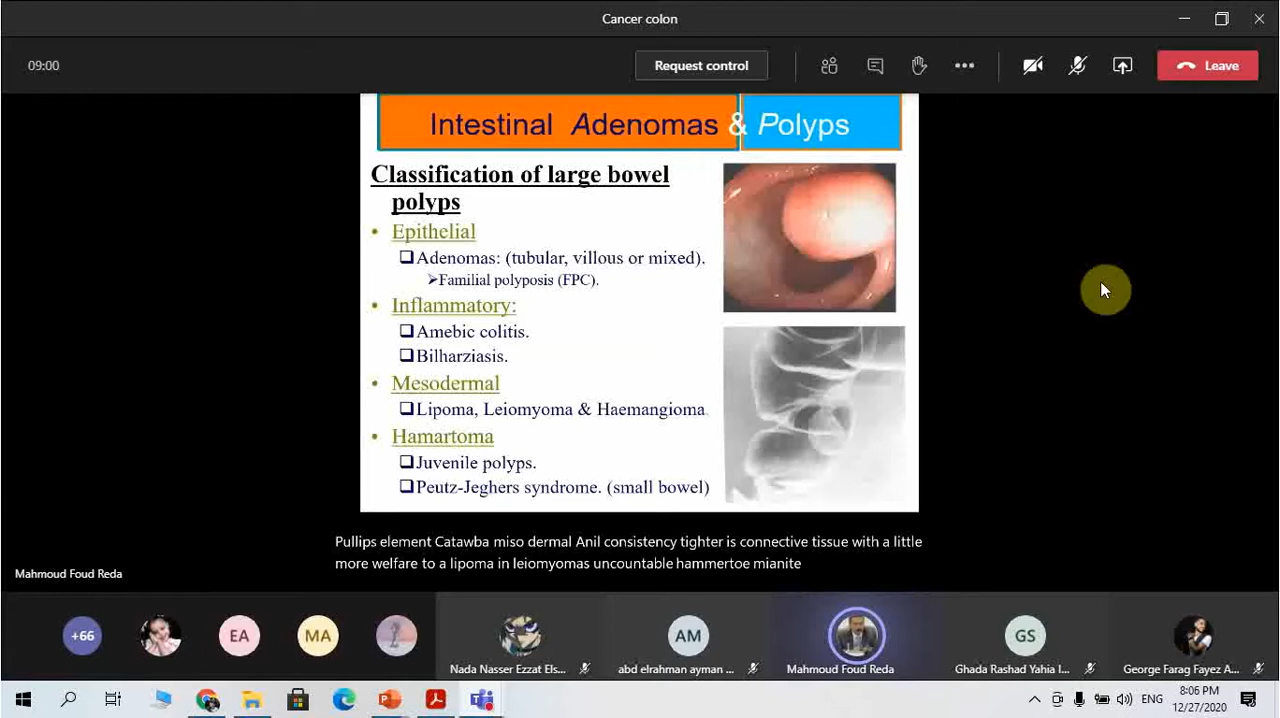 Cancer colon
09:00
Request control
Leave
Intestinal Adenomas & Polyps
Classification of large bowel
polyps
• Epithelial
❑Adenomas: (tubular, villous or mixed).
➢Familial polyposis (FPC).
• Inflammatory:
❑Amebic colitis.
❑Bilharziasis.
• Mesodermal
❑Lipoma, Leiomyoma & Haemangioma.
• Hamartoma
❑Juvenile polyps.
❑Peutz-Jeghers syndrome. (small bowel)
Pullips element Catawba miso dermal Anil consistency tighter is connective tissue with a little
more welfare to a lipoma in leiomyomas uncountable hammertoe mianite
Mahmoud Foud Reda
+66
EA
MA
AM
GS
Nada Nasser Ezzat Els...
abd elrahman ayman ...
Mahmoud Foud Reda
Ghada Rashad Yahia I...
George Farag Fayez A...
ENG
8:06 PM
12/27/2020